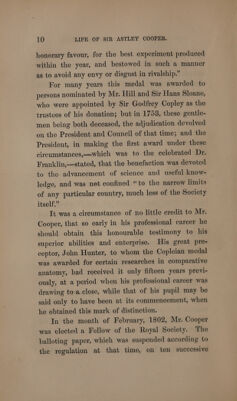 10 LIFE OF SIR ASTLEY COOPER.
honorary favour, for the best experiment produced
within the year, and bestowed in such a manner
as to avoid any envy or disgust in rivalship."
For many years this medal was awarded to
persons nominated by Mr. Hill and Sir Hans Sloane,
who were appointed by Sir Godfrey Copley as the
trustees of his donation; but in 1753, these gentle-
men being both deceased, the adjudication devolved
on the President and Council of that time; and the
President, in making the first award under these
circumstances,—which was to the celebrated Dr.
Franklin,—stated, that the benefaction was devoted
to the advancement of science and useful know-
ledge, and was not confined "to the narrow limits
of any particular country, much less of the Society
itself."
It was a circumstance of no little credit to Mr.
Cooper, that so early in his professional career he
should obtain this honourable testimony to his
superior abilities and enterprise. His great pre-
ceptor, John Hunter, to whom the Copleian medal
was awarded for certain researches in comparative
anatomy, had received it only fifteen years previ-
ously, at a period when his professional career was
drawing to a close, while that of his pupil may be
said only to have been at its commencement, when
he obtained this mark of distinction.
In the month of February, 1802, Mr. Cooper
was elected a Fellow of the Royal Society. The
balloting paper, which was suspended according to
the regulation at that time, on ten successive